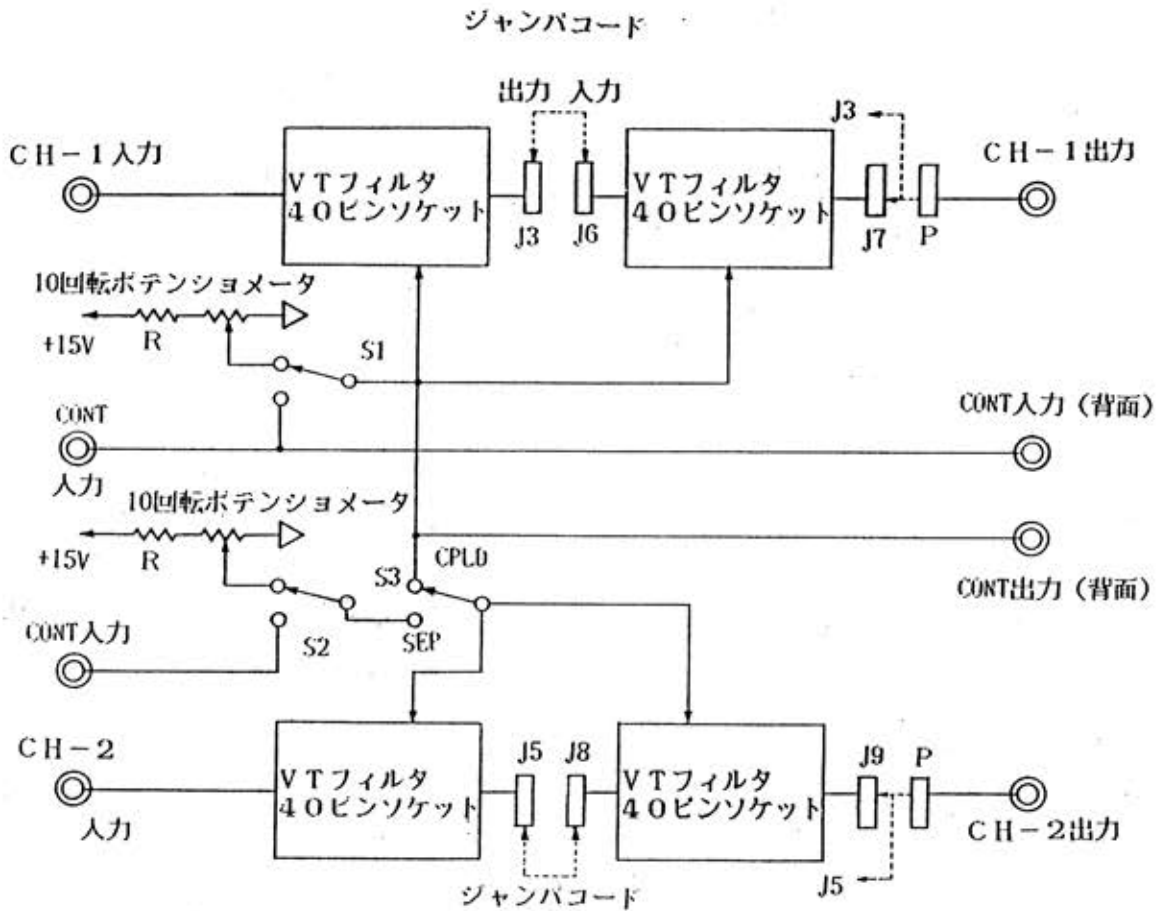 ジャンパコード
出力 入力
J3
CH-1入力
CH-1出力
VTフィルタ
40ピンソケット
J3
J6
VTフィルタ
40ピンソケット
J7
P
10回転ポテンショメータ
+15V
R
S1
CONT
入力
CONT入力（背面）
10回転ポテンショメータ
+15V
R
S3
CPLD
CONT出力（背面）
CONT入力
S2
SEP
CH-2
入力
VTフィルタ
40ピンソケット
J5
J8
VTフィルタ
40ピンソケット
J9
P
CH-2出力
J5
ジャンパコード